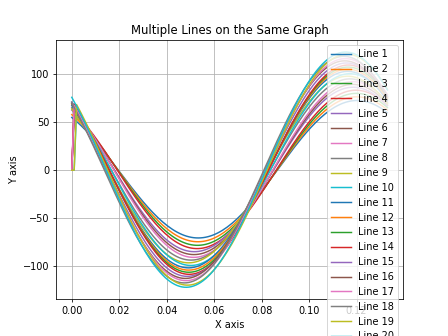 Multiple Lines on the Same Graph
Y axis
100
50
0
−50
−100
0.00
0.02
0.04
0.06
0.08
0.10
X axis
Line 1
Line 2
Line 3
Line 4
Line 5
Line 6
Line 7
Line 8
Line 9
Line 10
Line 11
Line 12
Line 13
Line 14
Line 15
Line 16
Line 17
Line 18
Line 19
Line 20